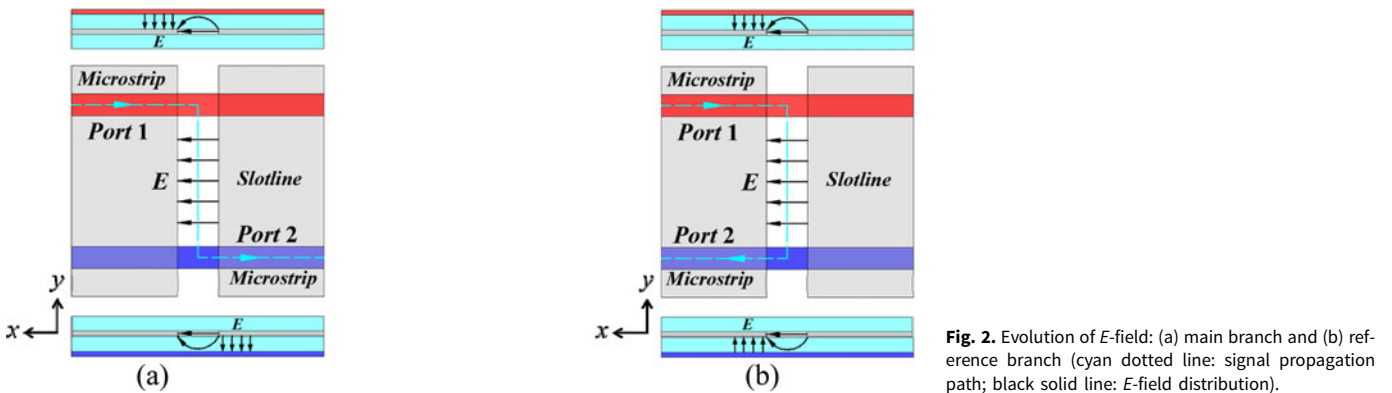 E
Microstrip
Port 1
E
Slotline
Port 2
Microstrip
y
x
E
(a)
E
Microstrip
Port 1
E
Slotline
Port 2
Microstrip
y
x
E
(b)
Fig. 2. Evolution of E-field: (a) main branch and (b) ref-
erence branch (cyan dotted line: signal propagation
path; black solid line: E-field distribution).